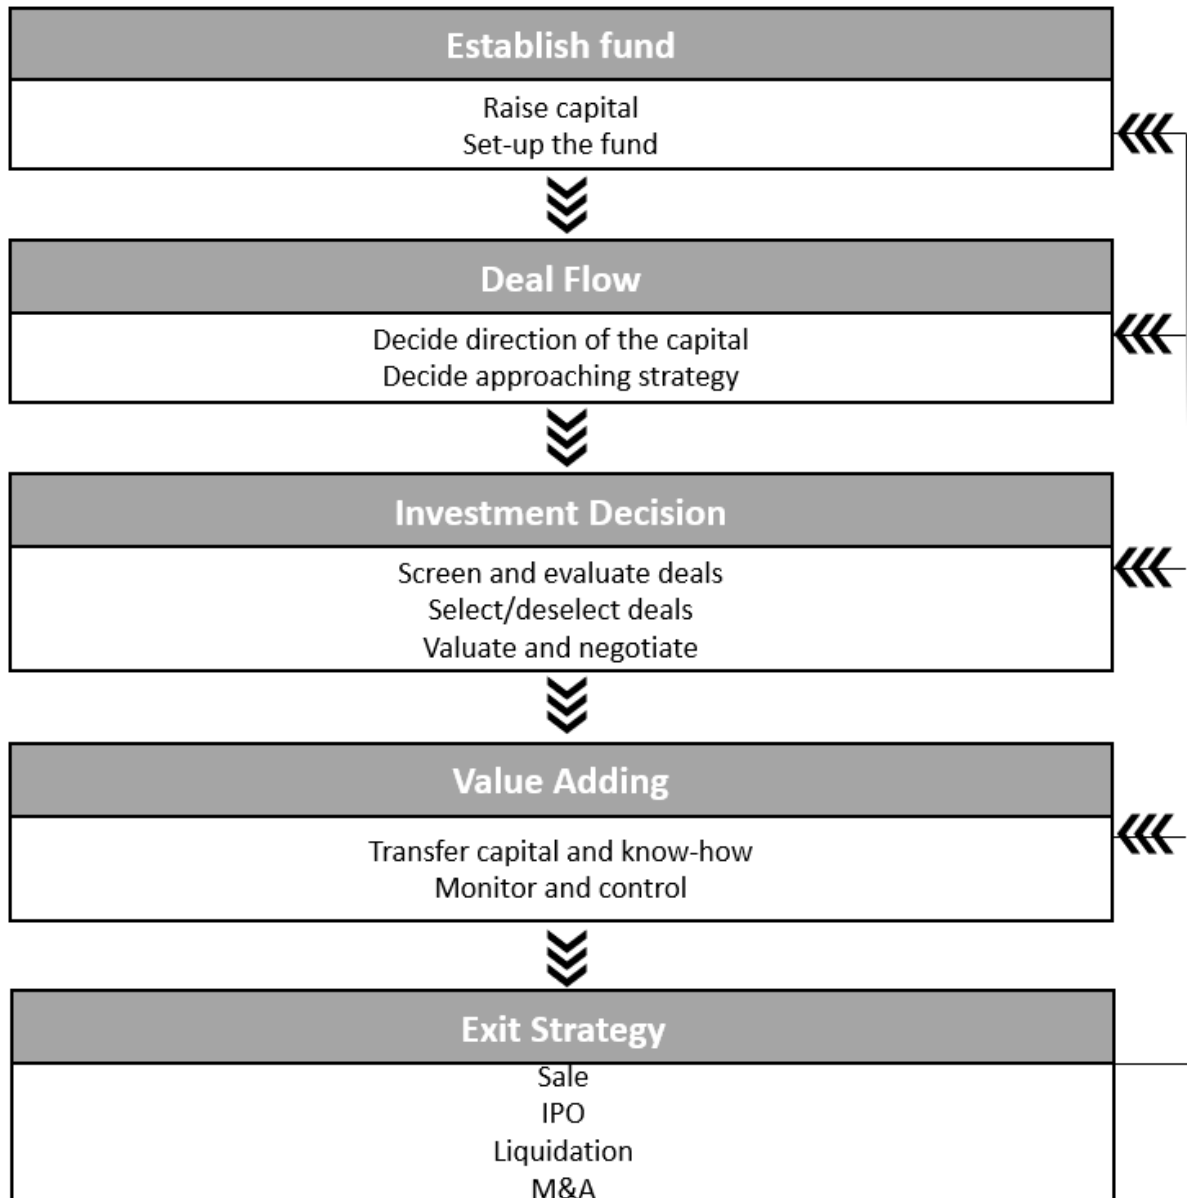 Establish fund
Raise capital
Set-up the fund
Deal Flow
Decide direction of the capital
Decide approaching strategy
Investment Decision
Screen and evaluate deals
Select/deselect deals
Valuate and negotiate
Value Adding
Transfer capital and know-how
Monitor and control
Exit Strategy
Sale
IPO
Liquidation
M&A